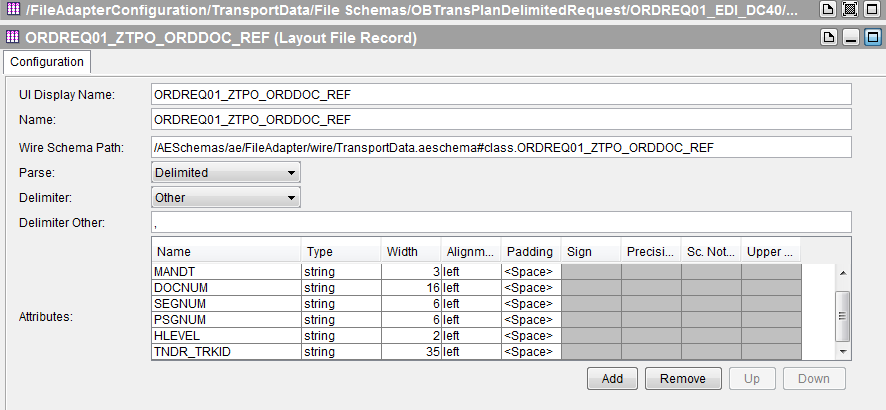 /FileAdapterConfiguration/TransportData/File Schemas/OBTransPlanDelimitedRequest/ORDREQ01_EDI_DC40/...
ORDREQ01_ZTPO_ORDDOC_REF (Layout File Record)
Configuration
UI Display Name: ORDREQ01_ZTPO_ORDDOC_REF
Name: ORDREQ01_ZTPO_ORDDOC_REF
Wire Schema Path: /AESchemas/ae/FileAdapter/wire/TransportData.aeschema#class.ORDREQ01_ZTPO_ORDDOC_REF
Parse: Delimited
Delimiter: Other
Delimiter Other: ,
Attributes:
Name Type Width Alignm... Padding Sign Precisi... Sc. Not... Upper ...
MANDT string 3 left <Space>
DOCNUM string 16 left <Space>
SEGNUM string 6 left <Space>
PSGNUM string 6 left <Space>
HLEVEL string 2 left <Space>
TNDR_TRKID string 35 left <Space>
Add Remove Up Down